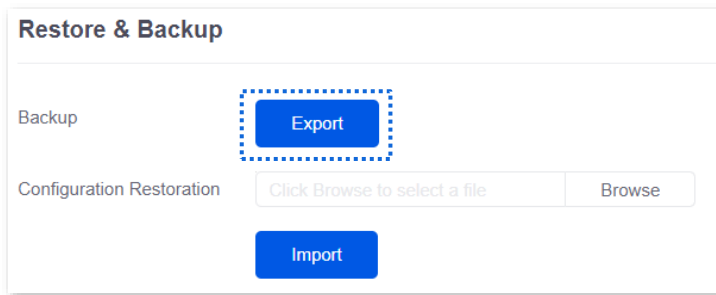 Restore & Backup
Backup Export
Configuration Restoration Click Browse to select a file Browse
Import